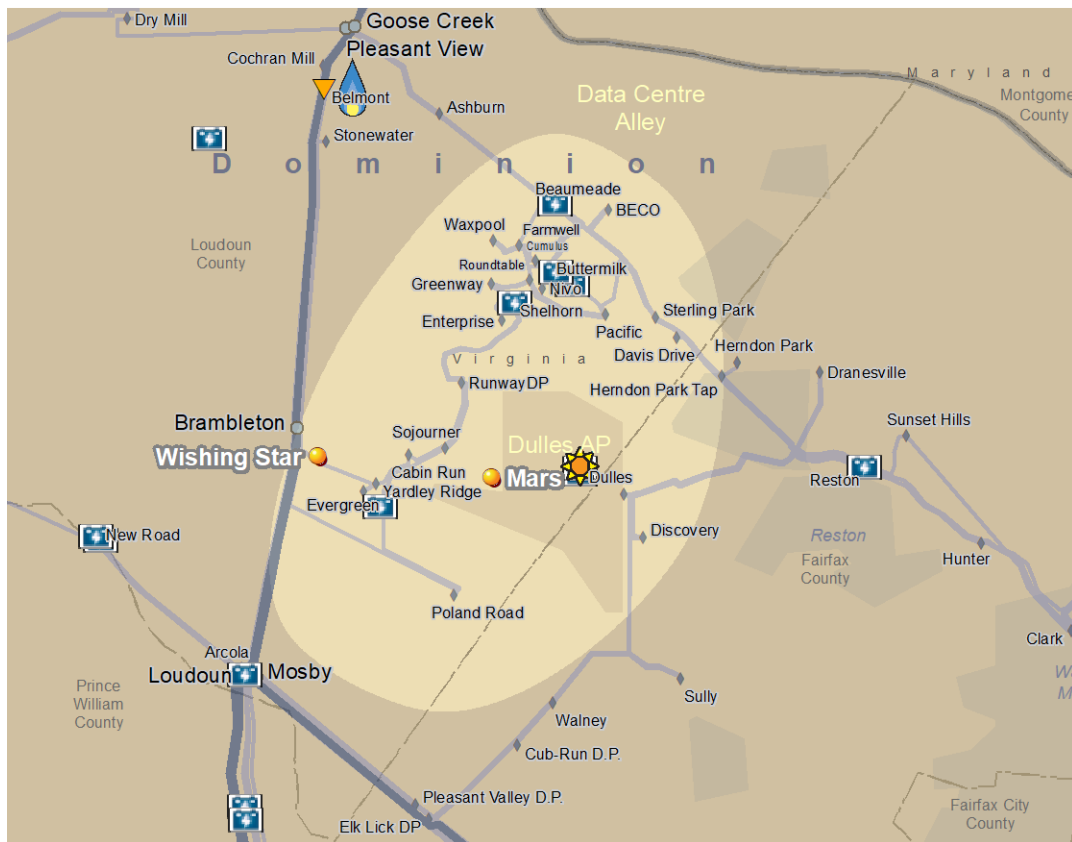 Dry Mill
Goose Creek
Pleasant View
Cochran Mill
Belmont
Ashburn
Stonewater
Data Centre
Alley
Maryland
Dominion
Loudoun
County
Beaumeade
BECO
Waxpool
Farmwell
Cumulus
Roundtable
Buttermilk
Greenway
Nivo
Shelhorn
Enterprise
Pacific
Sterling Park
Virginia
Davis Drive
Herndon Park
RunwayDP
Herndon Park Tap
Dranesville
Brambleton
Sunset Hills
Sojourner
Dulles AP
Wishing Star
Cabin Run
Mars
Dulles
Reston
Yardley Ridge
Evergreen
New Road
Discovery
Reston
Fairfax
County
Hunter
Poland Road
Clark
Arcola
Loudoun
Mosby
Prince
William
County
Sully
Walney
Cub-Run D.P.
Pleasant Valley D.P.
Elk Lick DP
Fairfax City
County